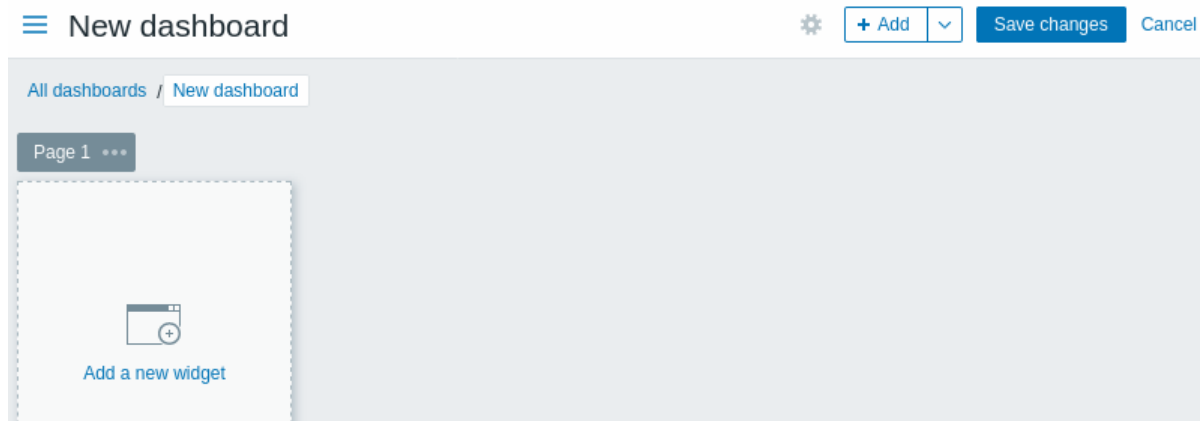 New dashboard
+ Add
Save changes
Cancel
All dashboards / New dashboard
Page 1 •••
Add a new widget